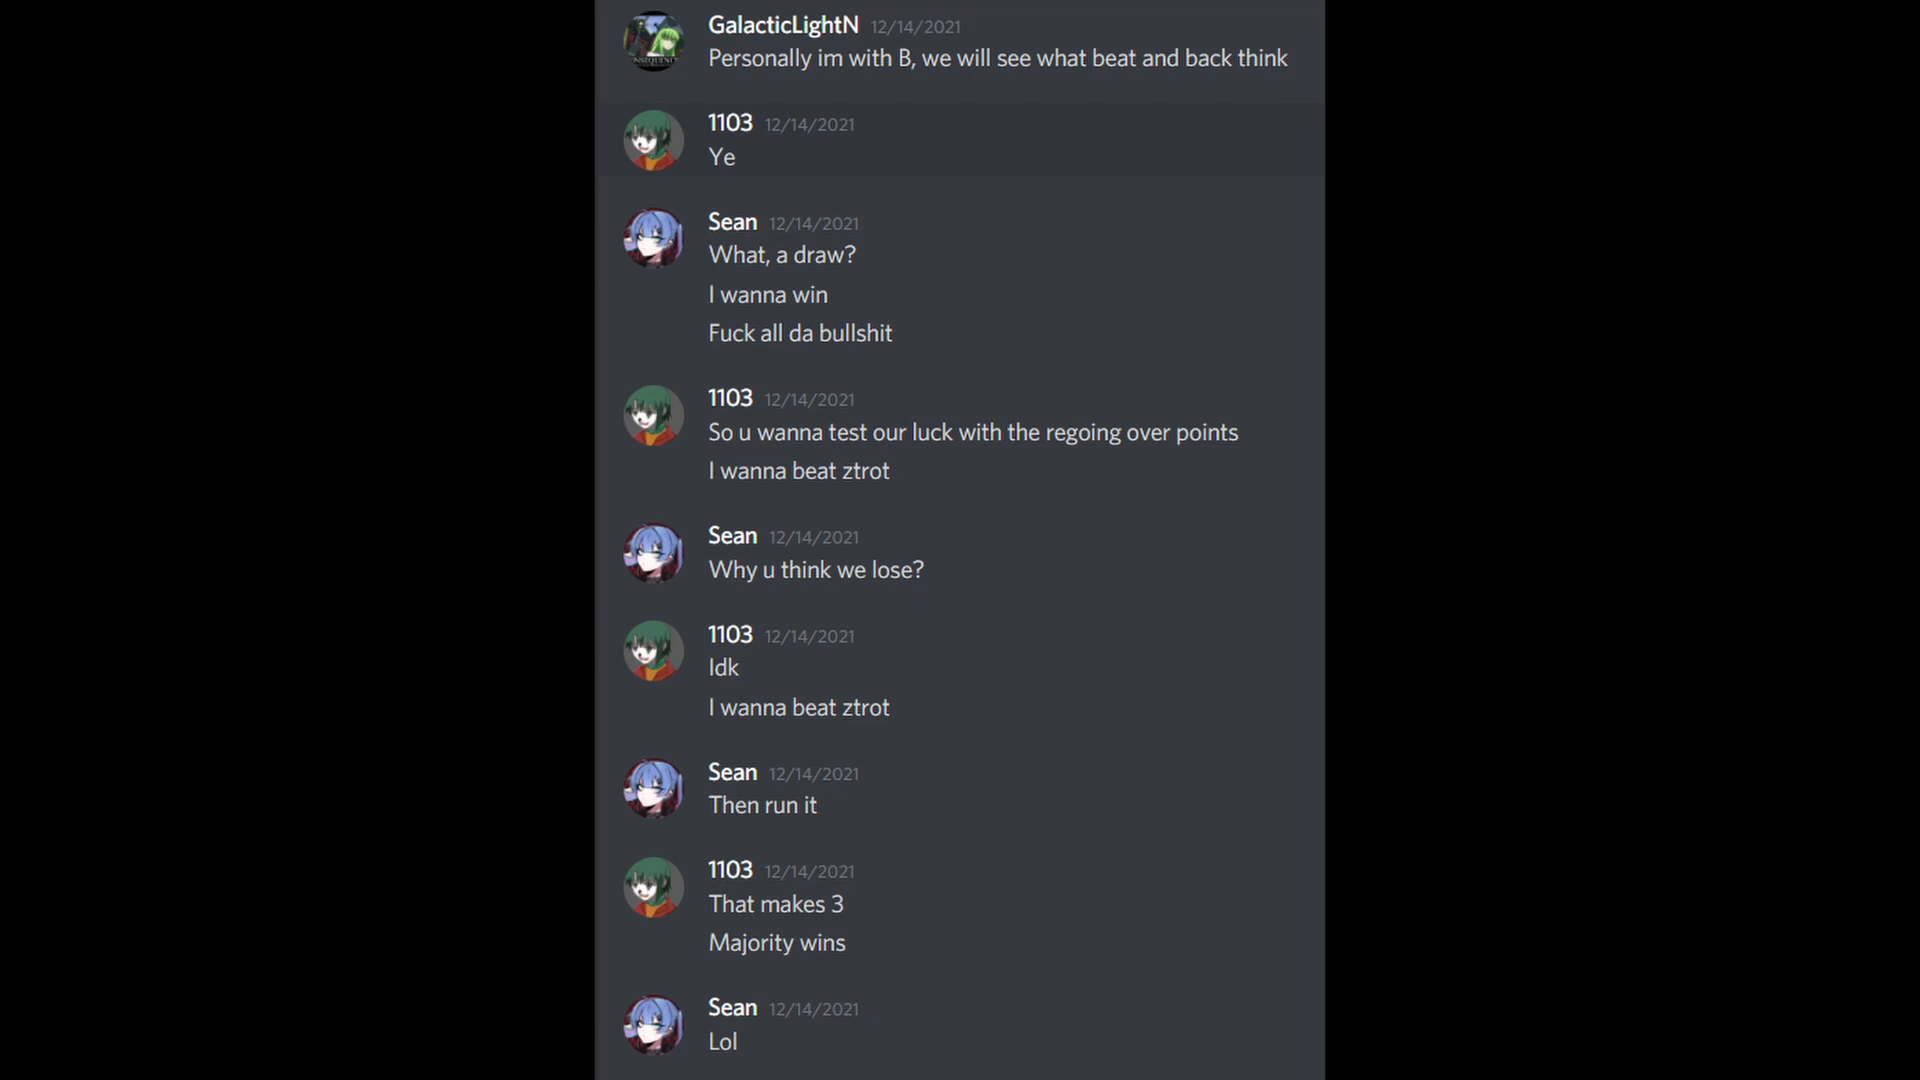 GalacticLightN 12/14/2021
Personally im with B, we will see what beat and back think
1103 12/14/2021
Ye
Sean 12/14/2021
What, a draw?
I wanna win
Fuck all da bullshit
1103 12/14/2021
So u wanna test our luck with the regoing over points
I wanna beat ztrot
Sean 12/14/2021
Why u think we lose?
1103 12/14/2021
Idk
I wanna beat ztrot
Sean 12/14/2021
Then run it
1103 12/14/2021
That makes 3
Majority wins
Sean 12/14/2021
Lol